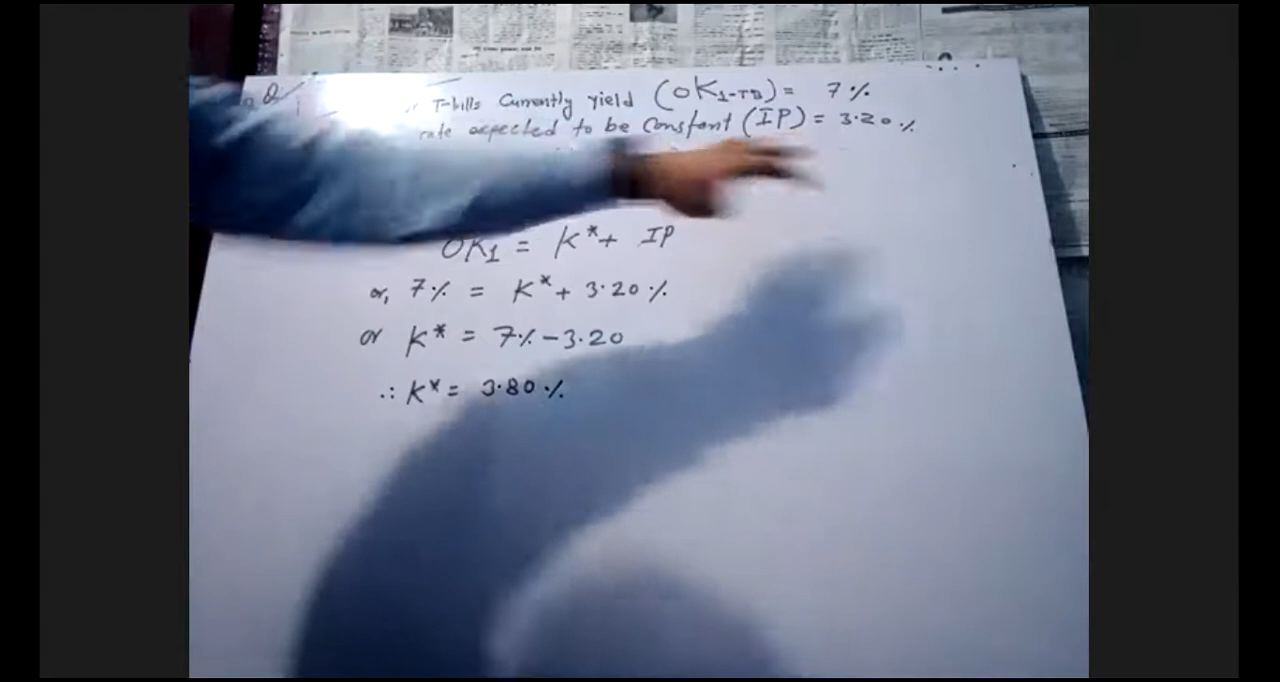 Q
T-bills Currently yield (OK1-TB) = 7%
rate expected to be Constant (IP) = 3.20%
OK1 = K* + IP
or, 7% = K* + 3.20%
or K* = 7% - 3.20
∴ K* = 3.80%